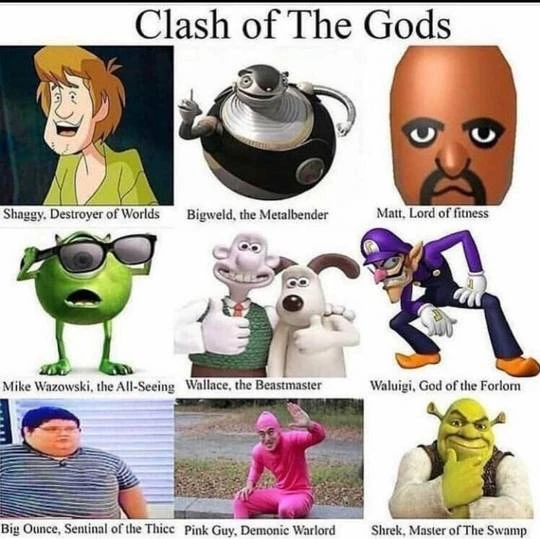 Clash of The Gods
Shaggy, Destroyer of Worlds
Bigweld, the Metalbender
Matt, Lord of fitness
Mike Wazowski, the All-Seeing
Wallace, the Beastmaster
Waluigi, God of the Forlorn
Big Ounce, Sentinal of the Thicc
Pink Guy, Demonic Warlord
Shrek, Master of The Swamp